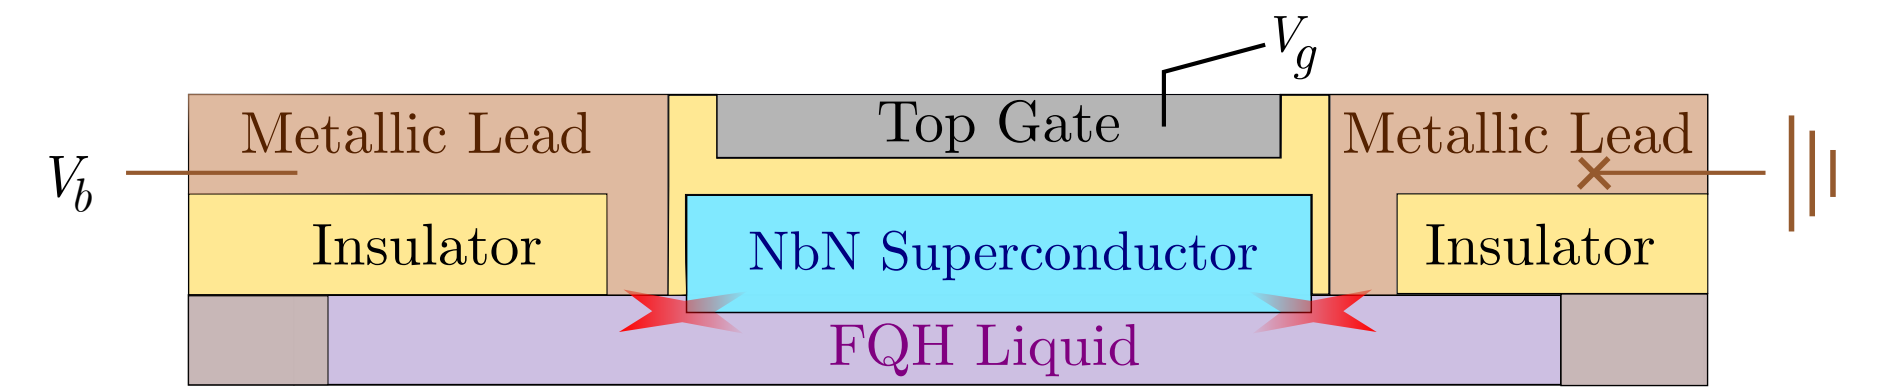 V_g
Metallic Lead
Top Gate
Metallic Lead
V_b
Insulator
NbN Superconductor
Insulator
FQH Liquid